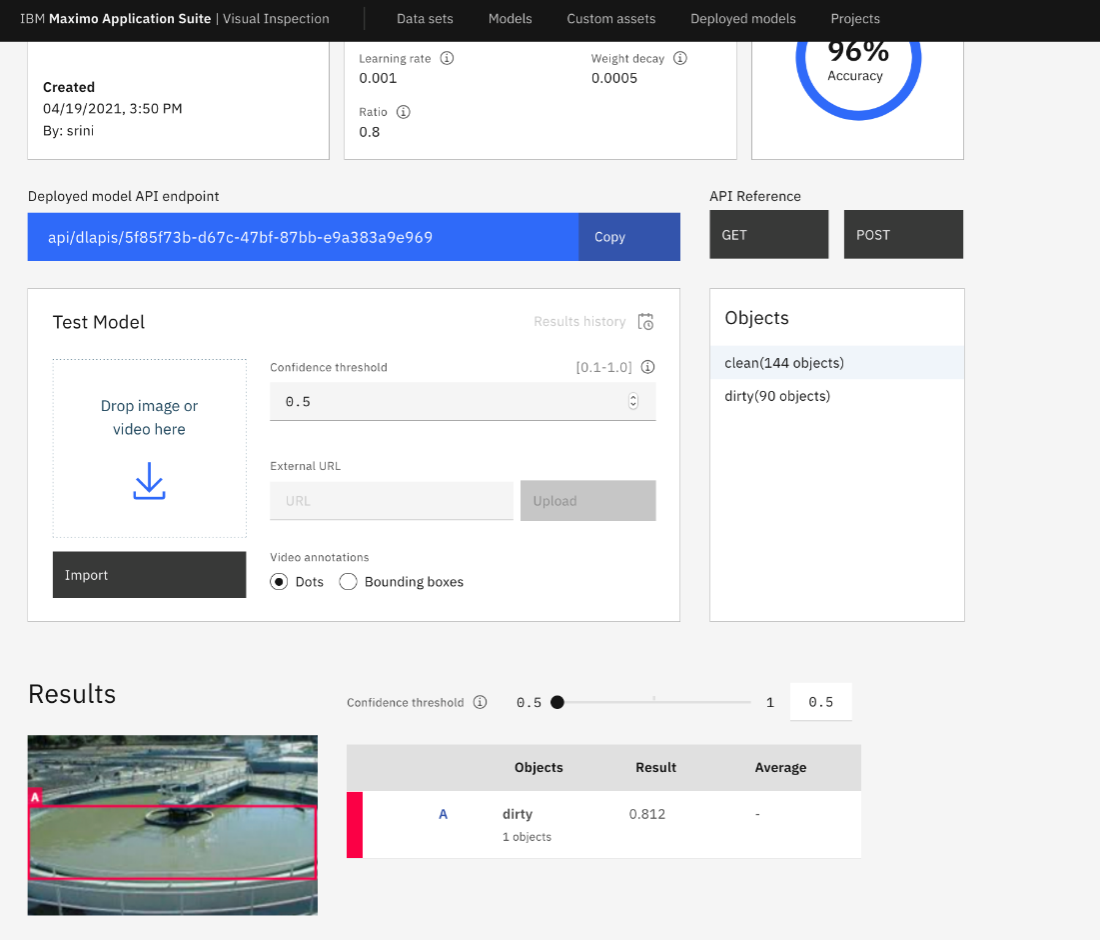 IBM Maximo Application Suite | Visual Inspection
Data sets
Models
Custom assets
Deployed models
Projects
Created
04/19/2021, 3:50 PM
By: srini
Learning rate
0.001
Weight decay
0.0005
Ratio
0.8
96%
Accuracy
Deployed model API endpoint
api/dlapis/5f85f73b-d67c-47bf-87bb-e9a383a9e969
Copy
API Reference
GET
POST
Test Model
Results history
Drop image or
video here
Import
Confidence threshold
[0.1-1.0]
0.5
External URL
URL
Upload
Video annotations
Dots
Bounding boxes
Objects
clean(144 objects)
dirty(90 objects)
Results
Confidence threshold
0.5
1
0.5
A
Objects
Result
Average
A
dirty
0.812
-
1 objects